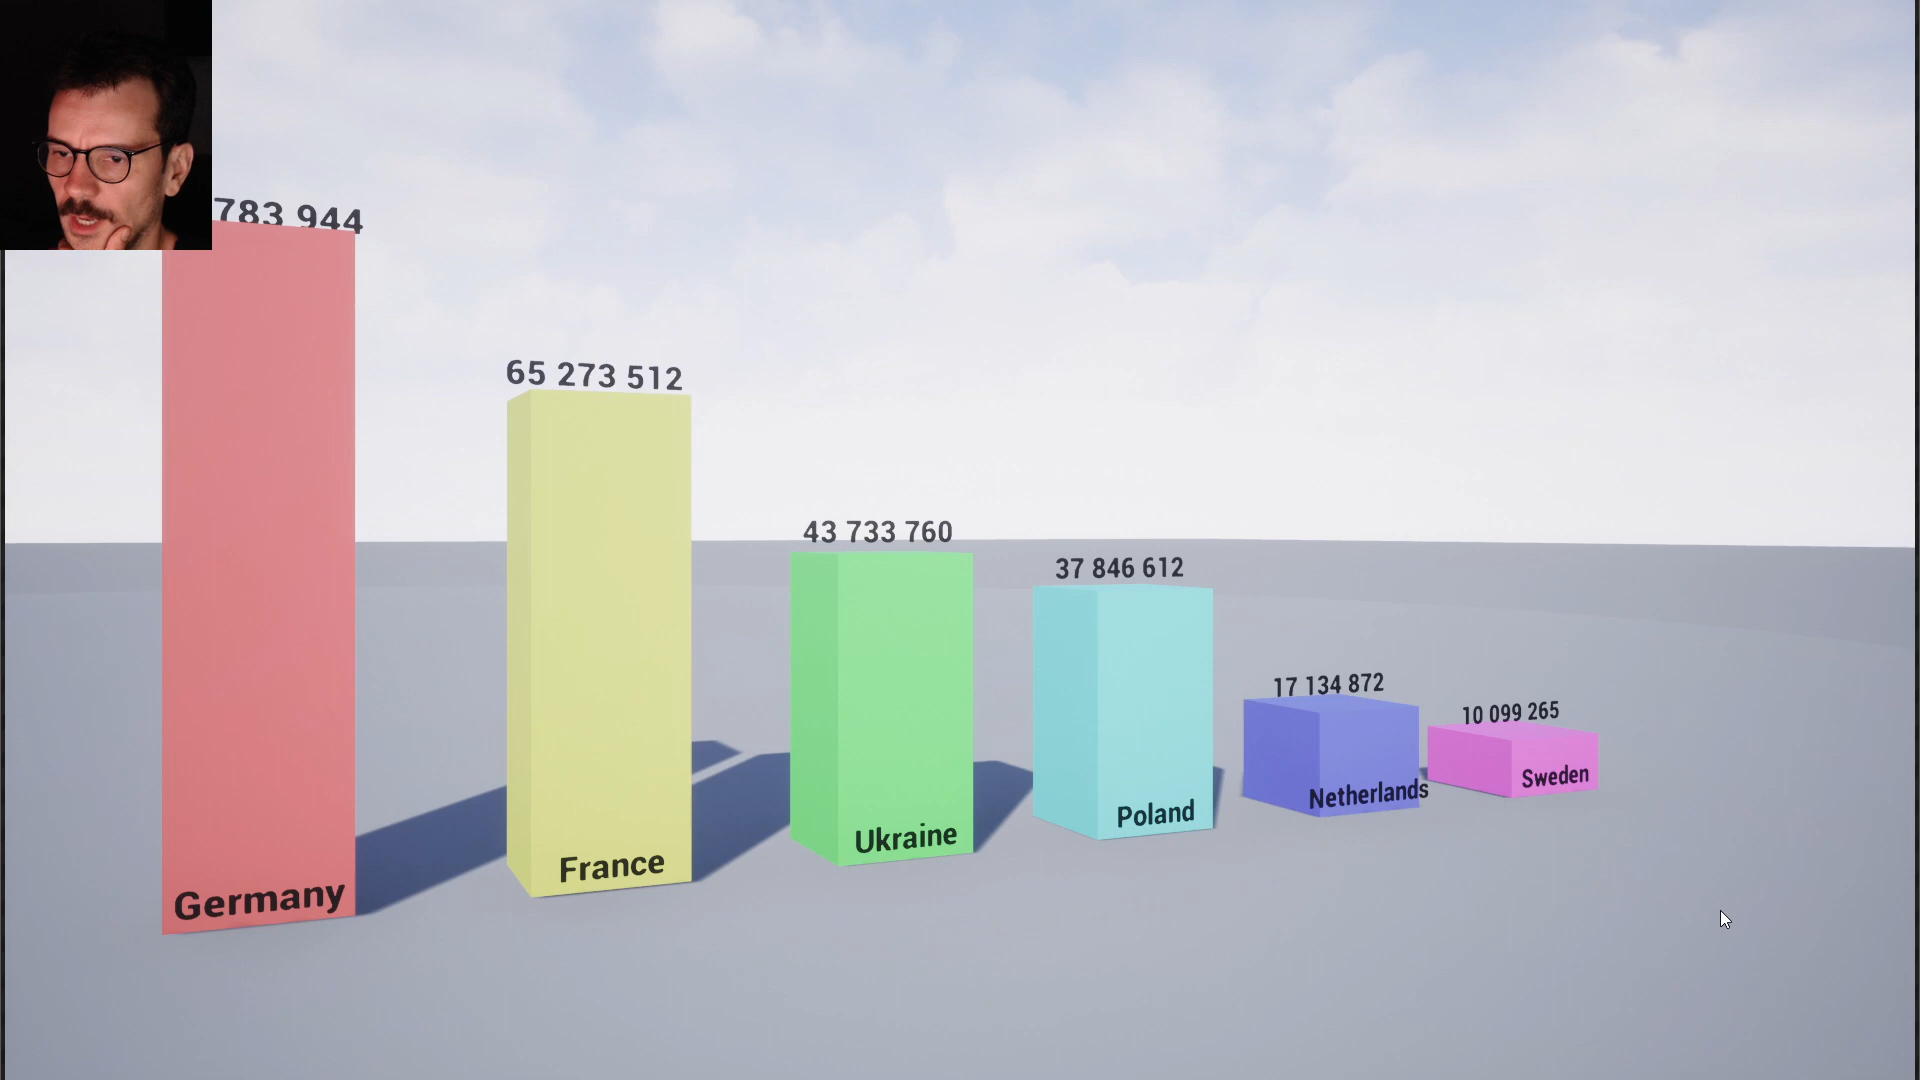 783 944
65 273 512
43 733 760
37 846 612
17 134 872
10 099 265
Germany
France
Ukraine
Poland
Netherlands
Sweden